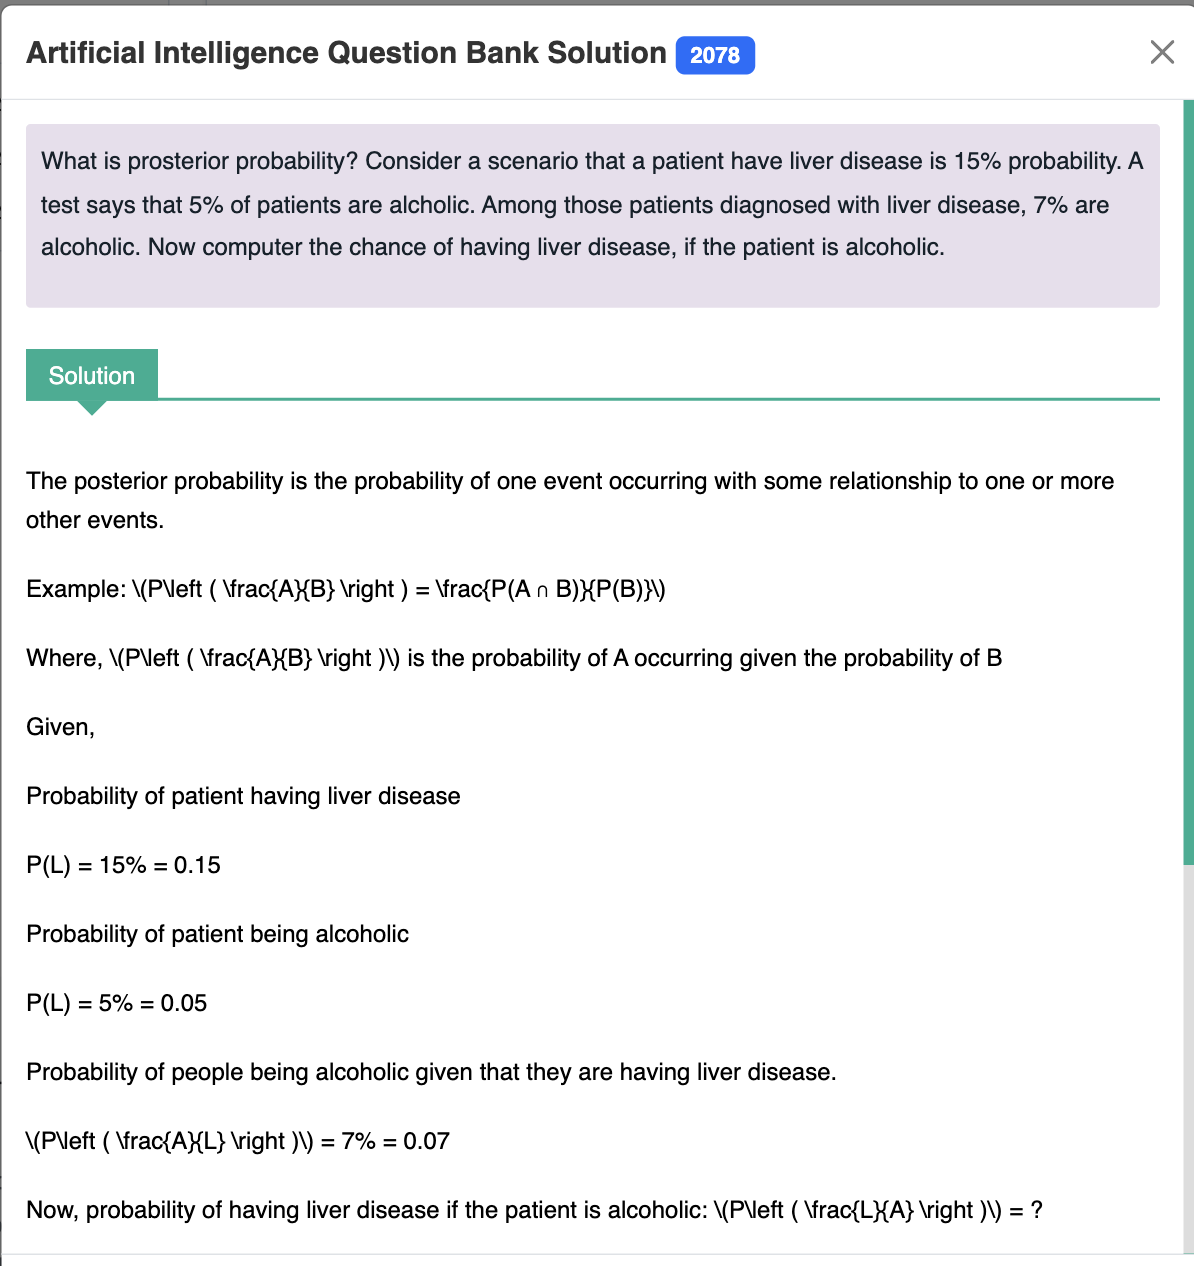 Artificial Intelligence Question Bank Solution 2078
What is prosterior probability? Consider a scenario that a patient have liver disease is 15% probability. A
test says that 5% of patients are alcholic. Among those patients diagnosed with liver disease, 7% are
alcoholic. Now computer the chance of having liver disease, if the patient is alcoholic.
Solution
The posterior probability is the probability of one event occurring with some relationship to one or more
other events.
Example: \(P\left ( \frac{A}{B} \right ) = \frac{P(A ∩ B)}{P(B)}\)
Where, \(P\left ( \frac{A}{B} \right )\) is the probability of A occurring given the probability of B
Given,
Probability of patient having liver disease
P(L) = 15% = 0.15
Probability of patient being alcoholic
P(L) = 5% = 0.05
Probability of people being alcoholic given that they are having liver disease.
\(P\left ( \frac{A}{L} \right )\) = 7% = 0.07
Now, probability of having liver disease if the patient is alcoholic: \(P\left ( \frac{L}{A} \right )\) = ?